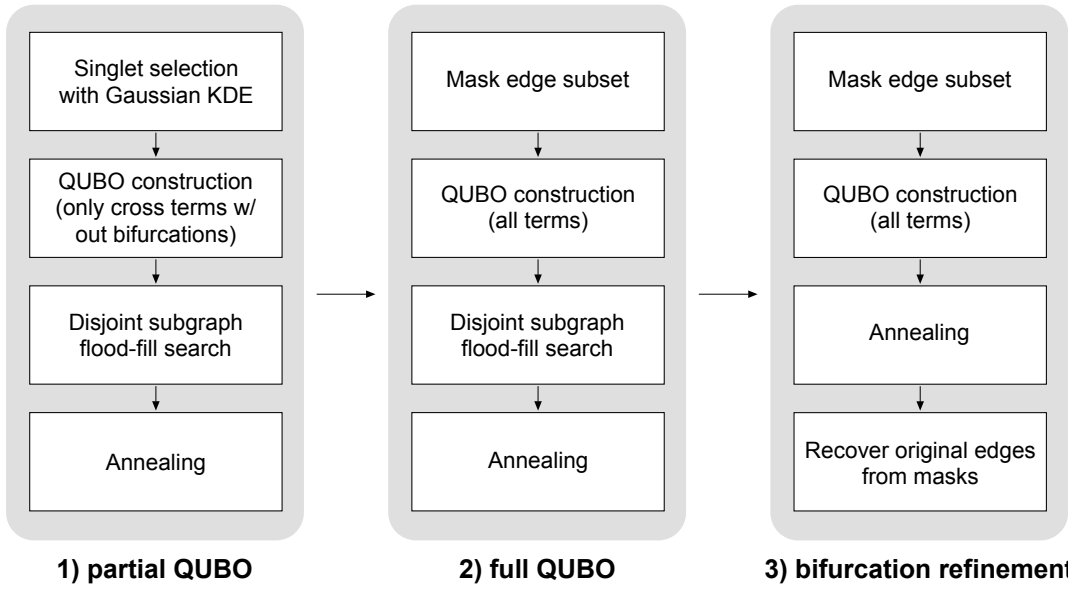 Singlet selection
with Gaussian KDE
QUBO construction
(only cross terms w/
out bifurcations)
Disjoint subgraph
flood-fill search
Annealing
1) partial QUBO
Mask edge subset
QUBO construction
(all terms)
Disjoint subgraph
flood-fill search
Annealing
2) full QUBO
Mask edge subset
QUBO construction
(all terms)
Annealing
Recover original edges
from masks
3) bifurcation refinement